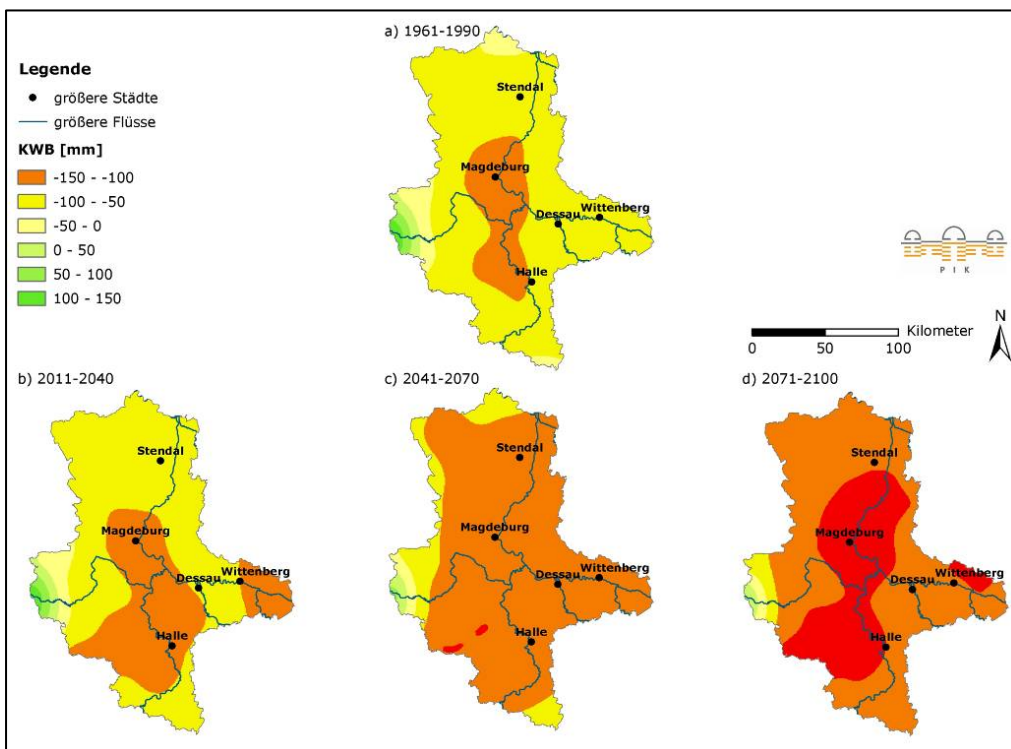 a) 1961-1990
Legende
größere Städte
größere Flüsse
KWB [mm]
-150 - -100
-100 - -50
-50 - 0
0 - 50
50 - 100
100 - 150
Stendal
Magdeburg
Dessau
Wittenberg
Halle
P I K
N
Kilometer
0 50 100
b) 2011-2040
Stendal
Magdeburg
Dessau
Wittenberg
Halle
c) 2041-2070
Stendal
Magdeburg
Dessau
Wittenberg
Halle
d) 2071-2100
Stendal
Magdeburg
Dessau
Wittenberg
Halle